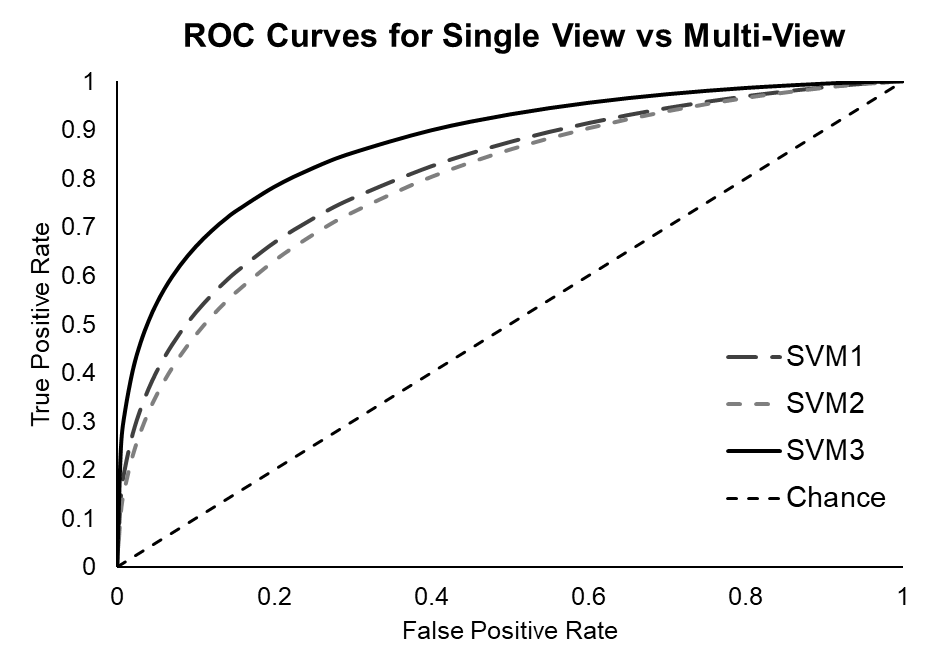 ROC Curves for Single View vs Multi-View
True Positive Rate
1
0.9
0.8
0.7
0.6
0.5
0.4
0.3
0.2
0.1
0
SVM1
SVM2
SVM3
Chance
0 0.2 0.4 0.6 0.8 1
False Positive Rate